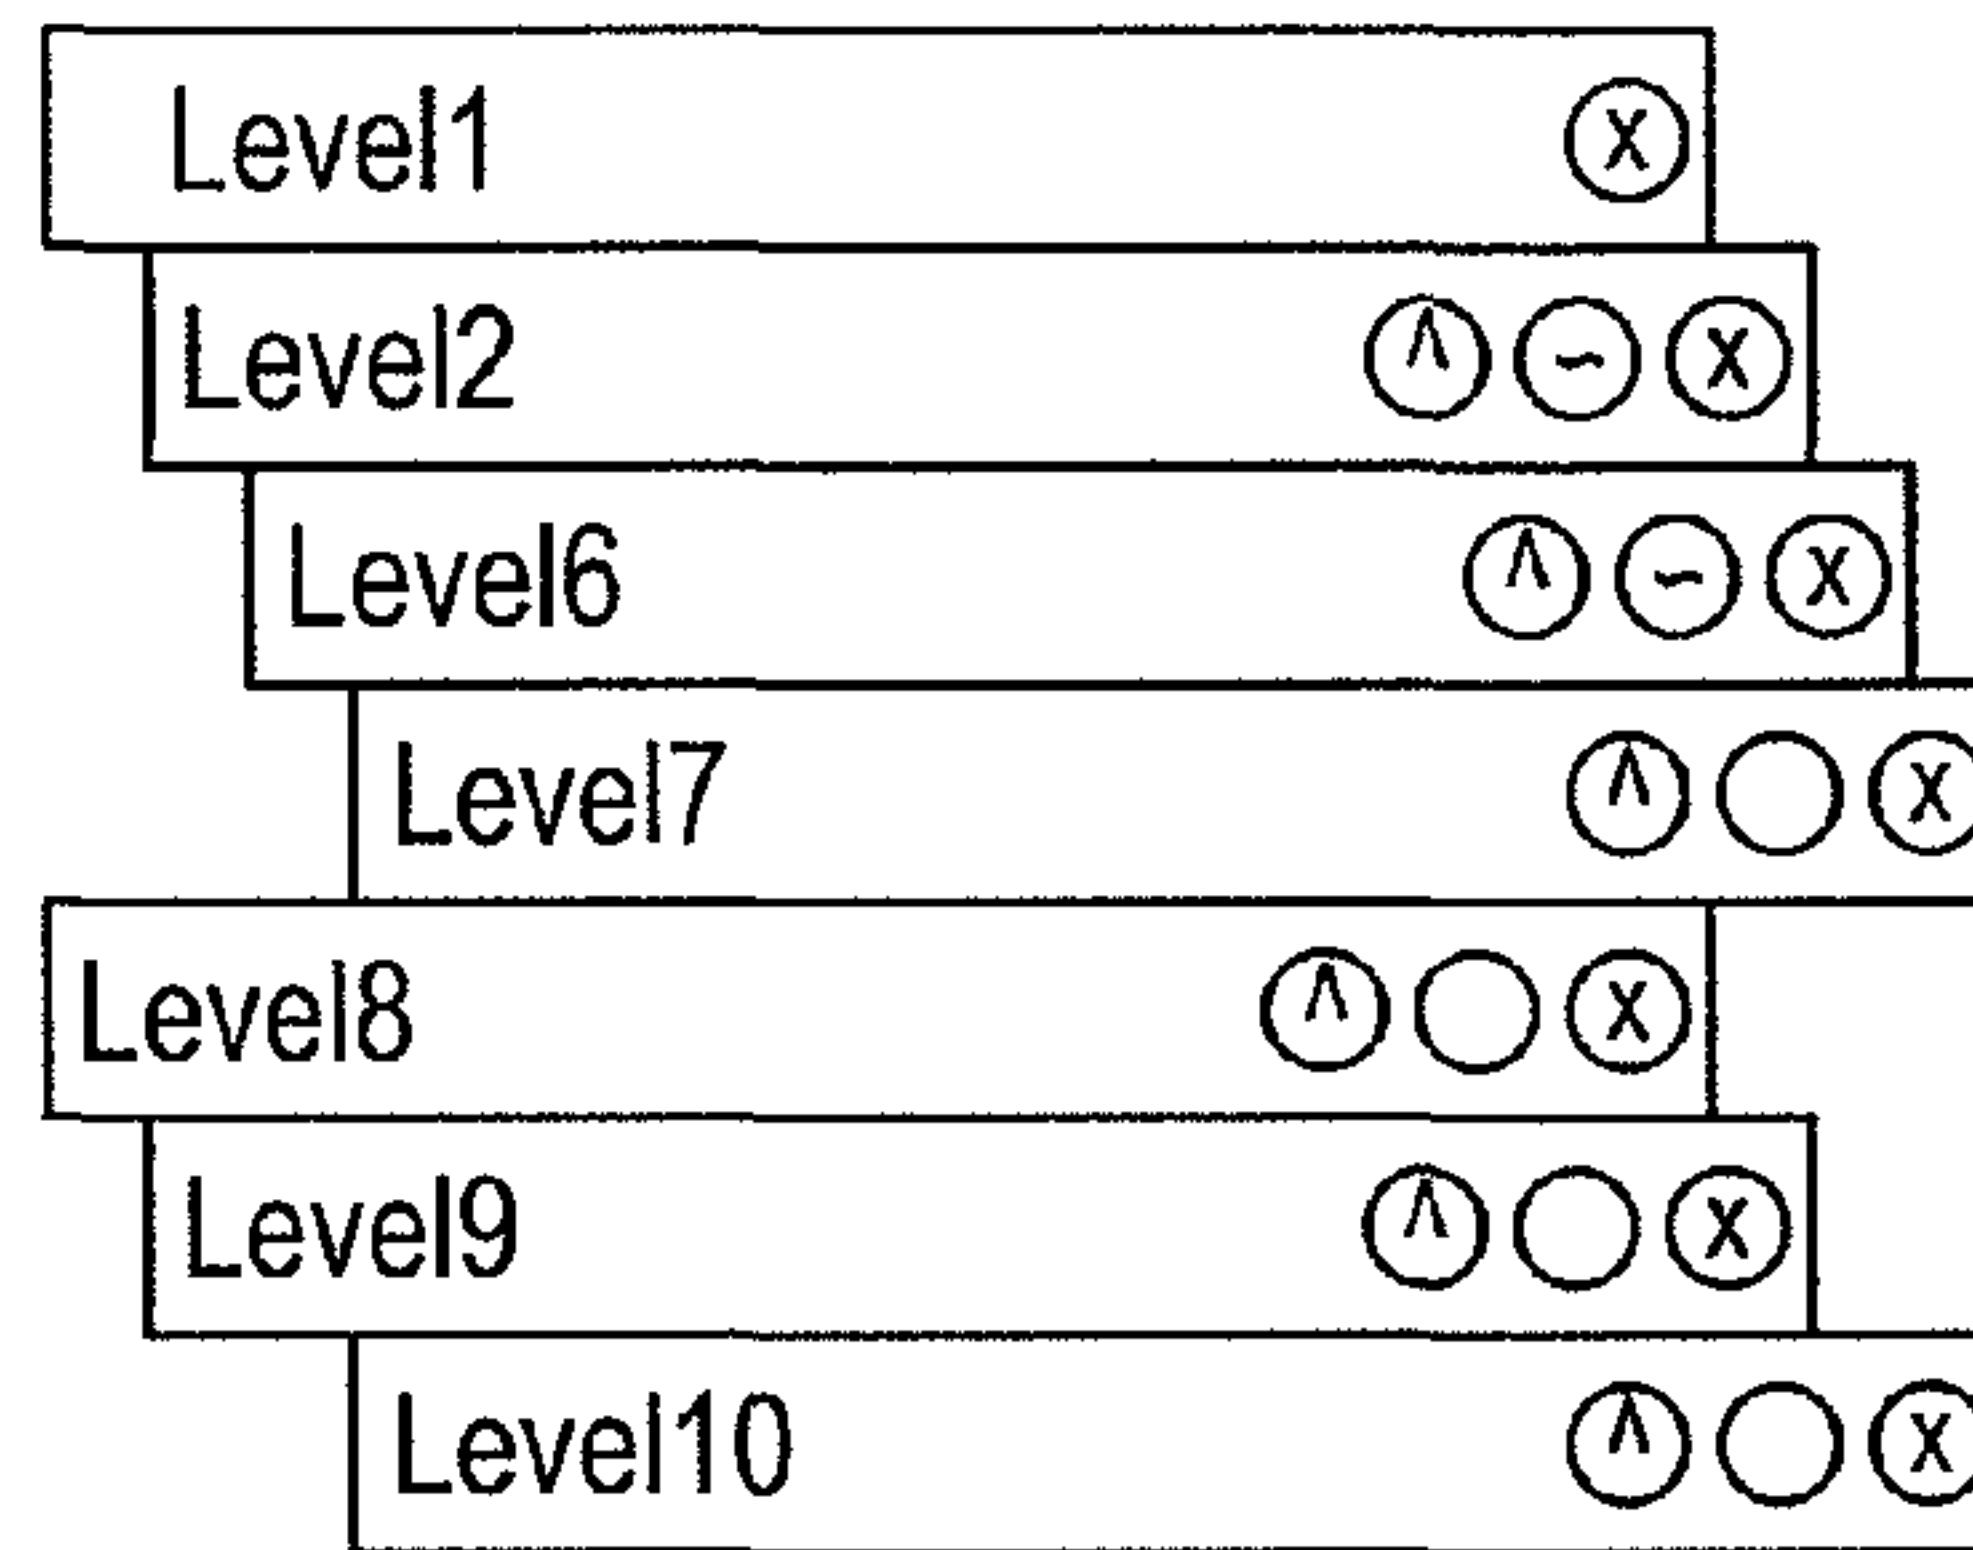 Level1 X
Level2 ^ - X
Level6 ^ - X
Level7 ^ X
Level8 ^ X
Level9 ^ X
Level10 ^ X